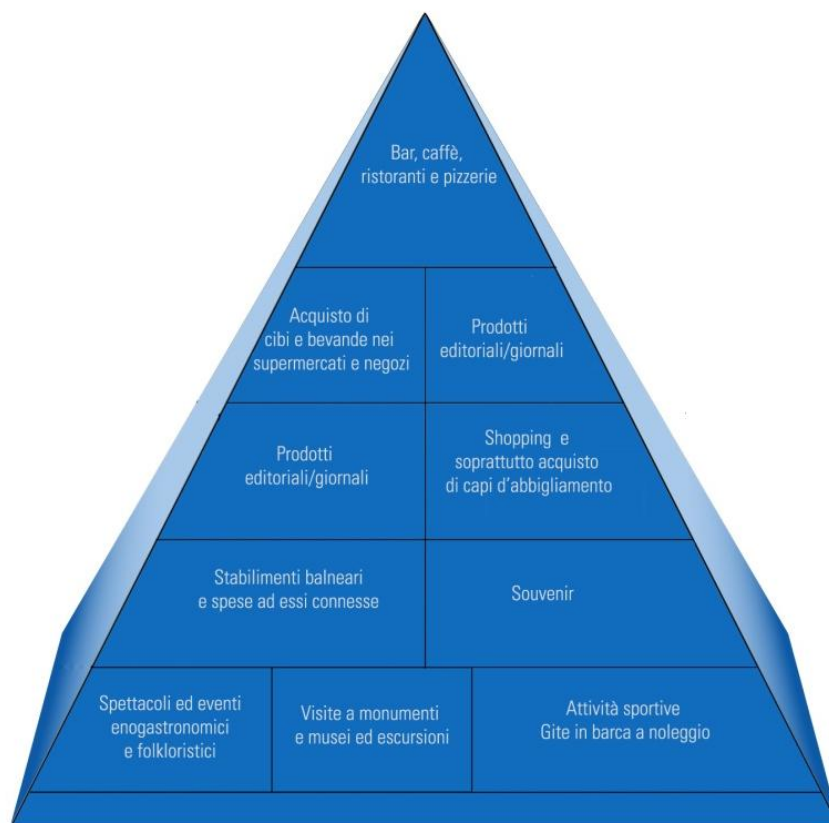 Bar, caffè,
ristoranti e pizzerie
Acquisto di
cibi e bevande nei
supermercati e negozi
Prodotti
editoriali/giornali
Prodotti
editoriali/giornali
Shopping e
soprattutto acquisto
di capi d'abbigliamento
Stabilimenti balneari
e spese ad essi connesse
Souvenir
Spettacoli ed eventi
enogastronomici
e folkloristici
Visite a monumenti
e musei ed escursioni
Attività sportive
Gite in barca a noleggio